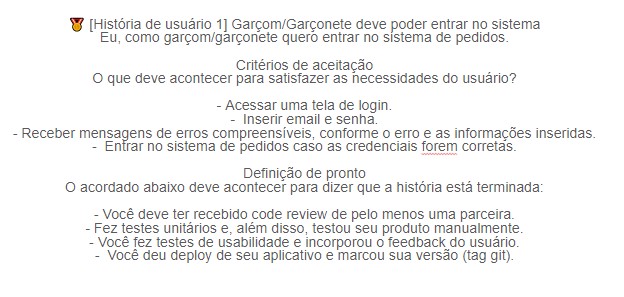 🏅 [História de usuário 1] Garçom/Garçonete deve poder entrar no sistema
Eu, como garçom/garçonete quero entrar no sistema de pedidos.
Critérios de aceitação
O que deve acontecer para satisfazer as necessidades do usuário?
- Acessar uma tela de login.
- Inserir email e senha.
- Receber mensagens de erros compreensíveis, conforme o erro e as informações inseridas.
- Entrar no sistema de pedidos caso as credenciais forem corretas.
Definição de pronto
O acordado abaixo deve acontecer para dizer que a história está terminada:
- Você deve ter recebido code review de pelo menos uma parceira.
- Fez testes unitários e, além disso, testou seu produto manualmente.
- Você fez testes de usabilidade e incorporou o feedback do usuário.
- Você deu deploy de seu aplicativo e marcou sua versão (tag git).